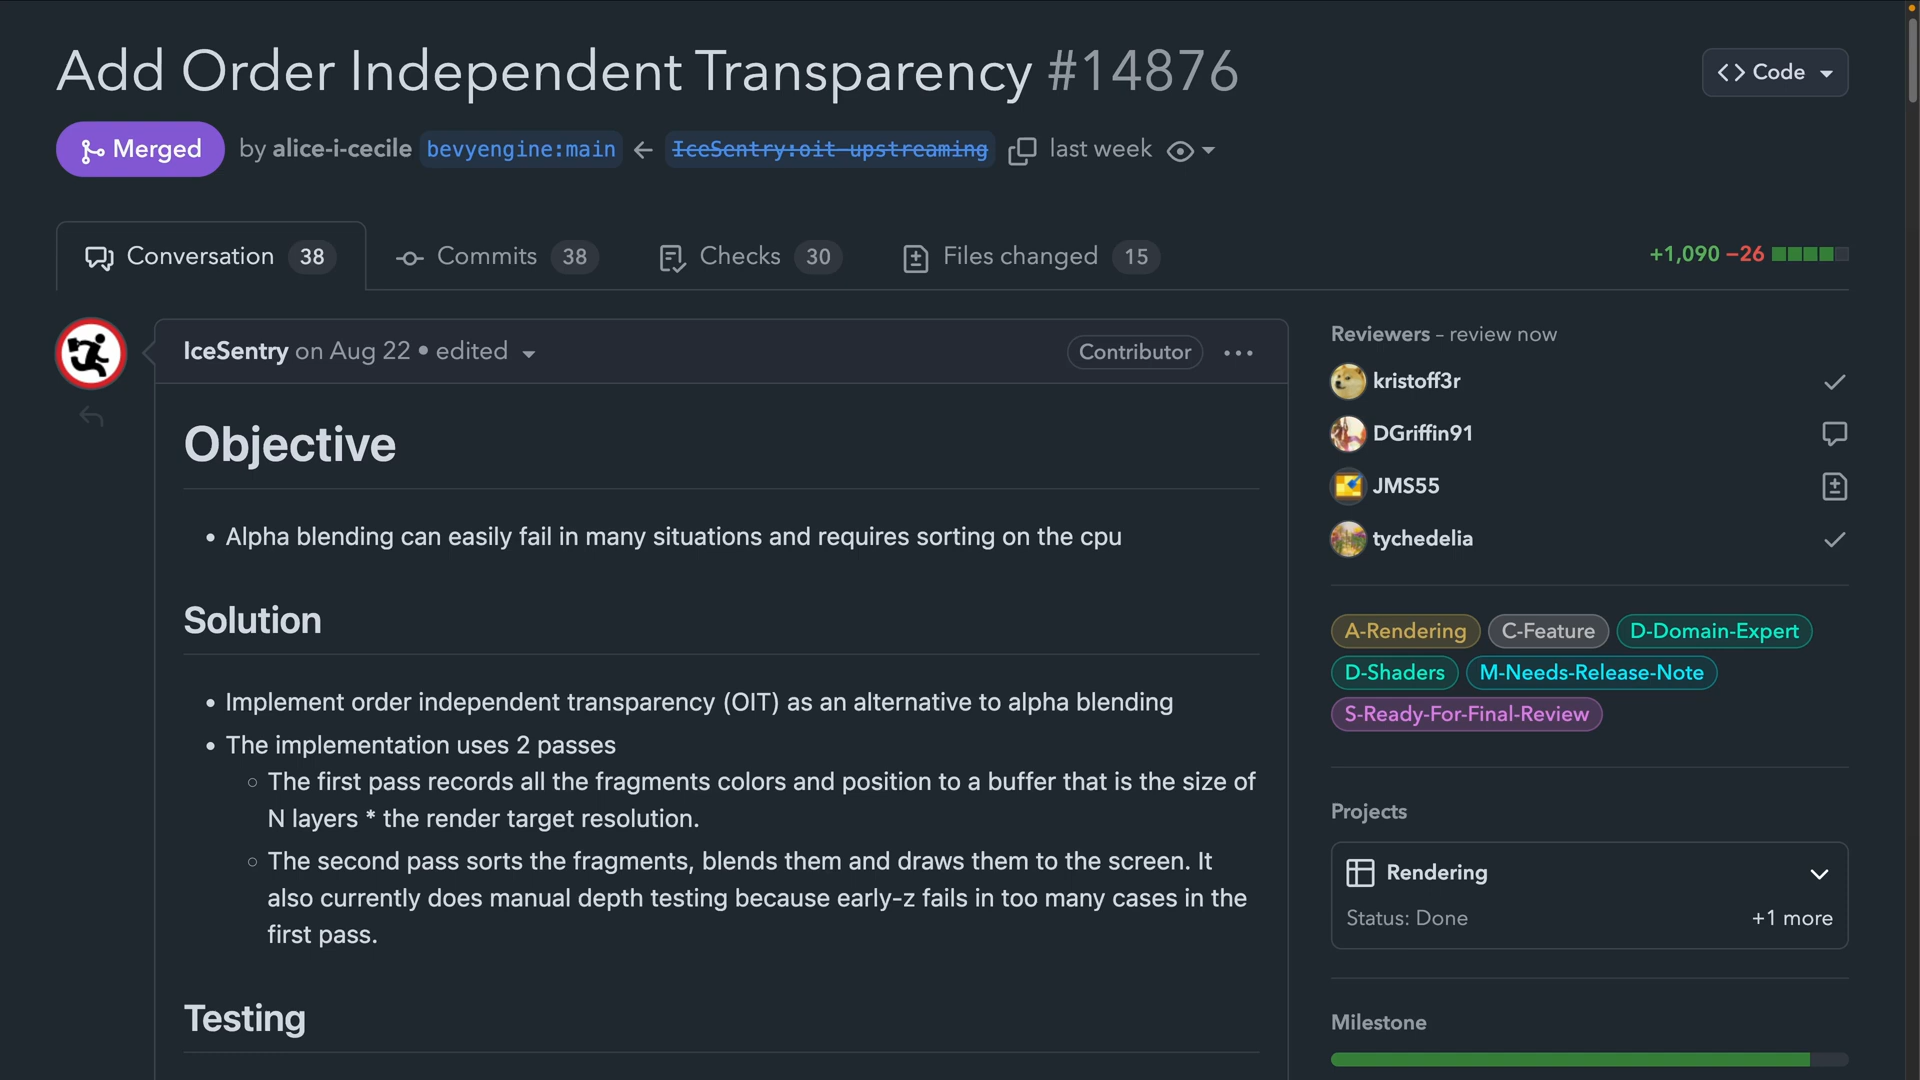 Add Order Independent Transparency #14876
Code
Merged by alice-i-cecile bevyengine:main ← IceSentry:oit-upstreaming last week
Conversation 38 Commits 38 Checks 30 Files changed 15 +1,090 −26
IceSentry on Aug 22 • edited Contributor ...
Objective
• Alpha blending can easily fail in many situations and requires sorting on the cpu
Solution
• Implement order independent transparency (OIT) as an alternative to alpha blending
• The implementation uses 2 passes
◦ The first pass records all the fragments colors and position to a buffer that is the size of
N layers * the render target resolution.
◦ The second pass sorts the fragments, blends them and draws them to the screen. It
also currently does manual depth testing because early-z fails in too many cases in the
first pass.
Testing
Reviewers – review now
kristoff3r
DGriffin91
JMS55
tychedelia
A-Rendering C-Feature D-Domain-Expert
D-Shaders M-Needs-Release-Note
S-Ready-For-Final-Review
Projects
Rendering
Status: Done +1 more
Milestone